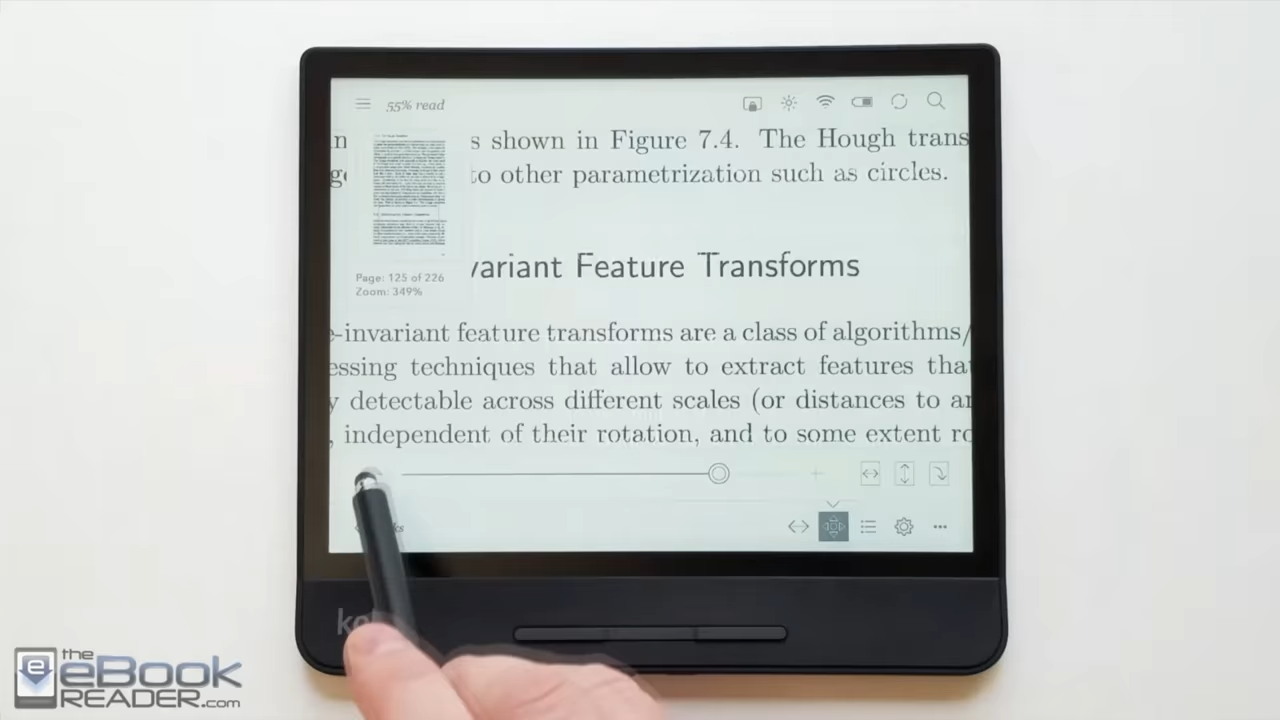 55% read
s shown in Figure 7.4. The Hough trans
to other parametrization such as circles.
Page: 125 of 226
Zoom: 349%
variant Feature Transforms
e-invariant feature transforms are a class of algorithms/
essing techniques that allow to extract features that
y detectable across different scales (or distances to an
, independent of their rotation, and to some extent ro
the
eBook
READER.com